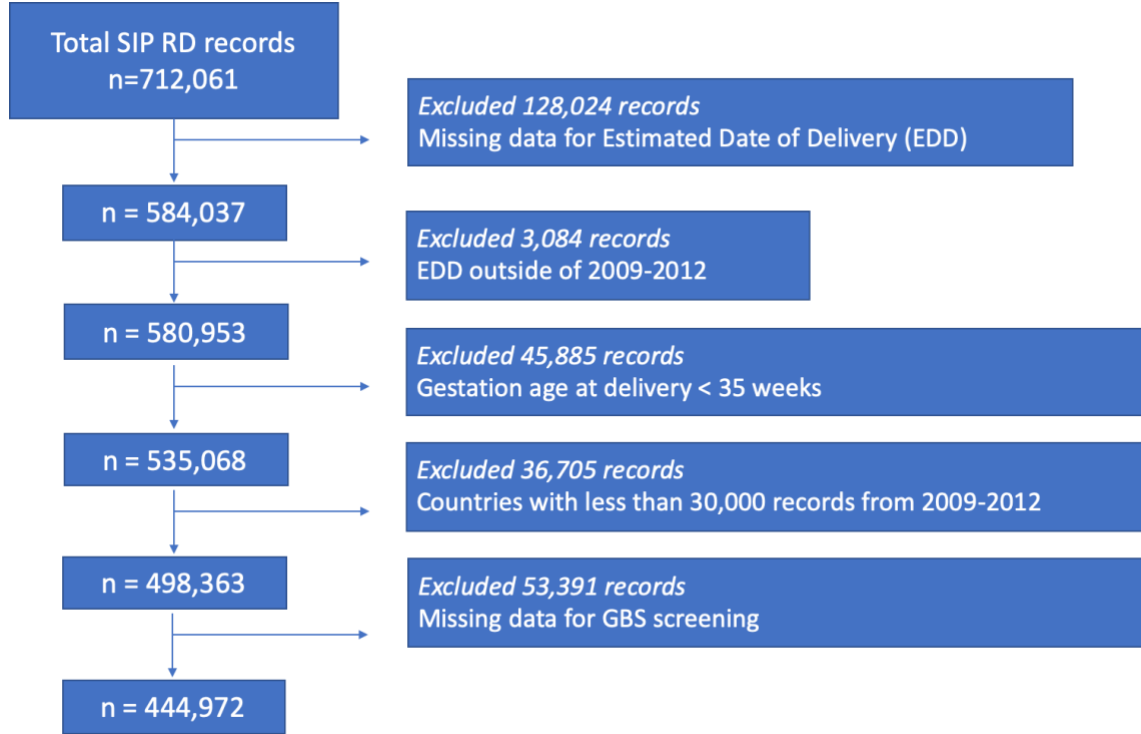 Total SIP RD records
n=712,061
Excluded 128,024 records
Missing data for Estimated Date of Delivery (EDD)
n = 584,037
Excluded 3,084 records
EDD outside of 2009-2012
n = 580,953
Excluded 45,885 records
Gestation age at delivery < 35 weeks
n = 535,068
Excluded 36,705 records
Countries with less than 30,000 records from 2009-2012
n = 498,363
Excluded 53,391 records
Missing data for GBS screening
n = 444,972